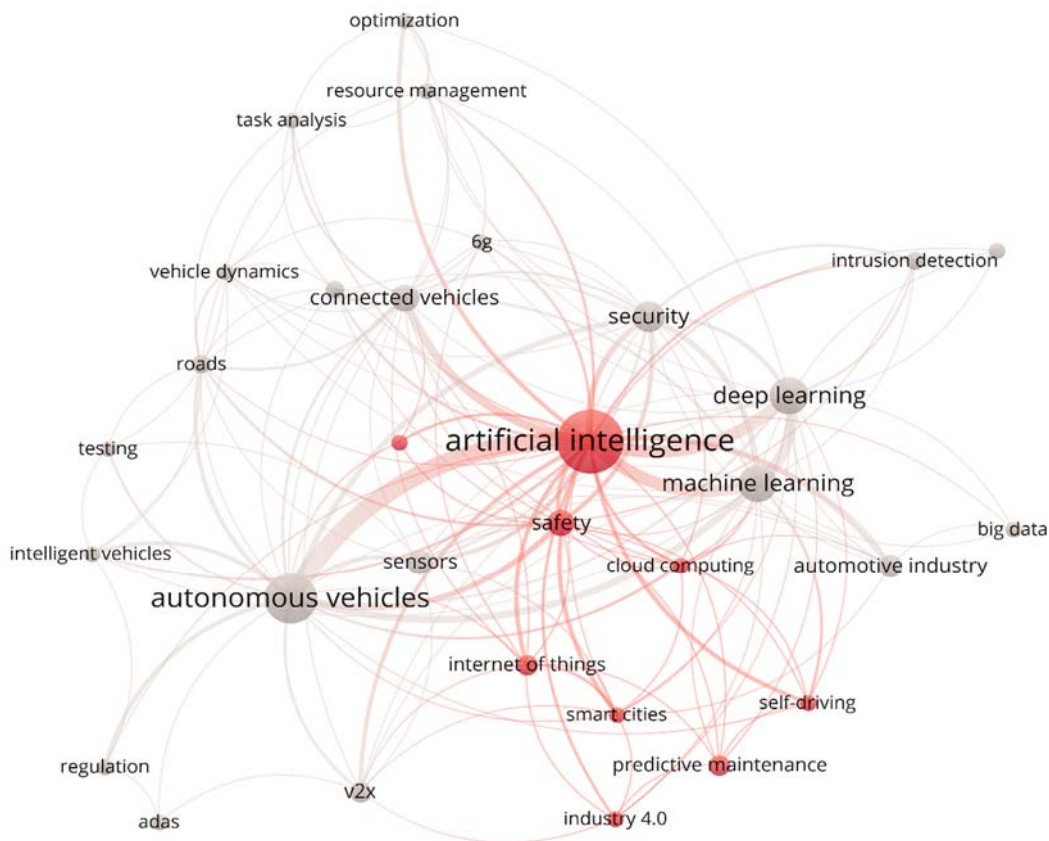 optimization
resource management
task analysis
6g
intrusion detection
vehicle dynamics
connected vehicles
security
roads
deep learning
artificial intelligence
testing
machine learning
safety
big data
intelligent vehicles
sensors
cloud computing
automotive industry
autonomous vehicles
internet of things
self-driving
smart cities
regulation
predictive maintenance
v2x
industry 4.0
adas